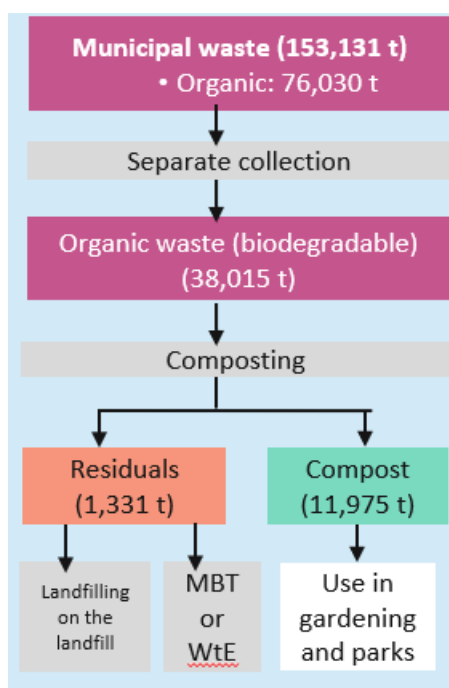 Municipal waste (153,131 t)
• Organic: 76,030 t
Separate collection
Organic waste (biodegradable)
(38,015 t)
Composting
Residuals
(1,331 t)
Compost
(11,975 t)
Landfilling
on the
landfill
MBT
or
WtE
Use in
gardening
and parks